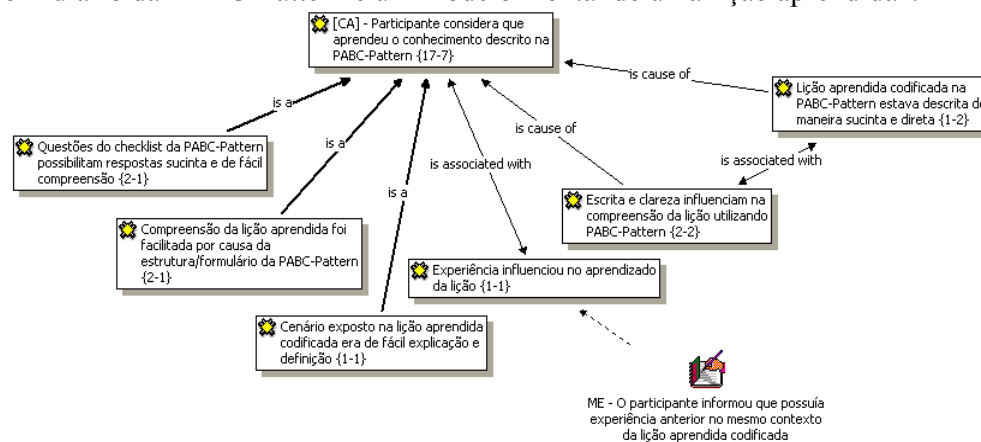 [CA] - Participante considera que
aprendeu o conhecimento descrito na
PABC-Pattern {17-7}
is cause of
Lição aprendida codificada na
PABC-Pattern estava descrita de
maneira sucinta e direta {1-2}
is a
is cause of
Questões do checklist da PABC-Pattern
possibilitam respostas sucinta e de fácil
compreensão {2-1}
is a
is associated with
is associated with
is a
Escrita e clareza influenciam na
compreensão da lição utilizando
PABC-Pattern {2-2}
Compreensão da lição aprendida foi
facilitada por causa da
estrutura/formulário da PABC-Pattern
{2-1}
Experiência influenciou no aprendizado
da lição {1-1}
Cenário exposto na lição aprendida
codificada era de fácil explicação e
definição {1-1}
ME - O participante informou que possuía
experiência anterior no mesmo contexto
da lição aprendida codificada